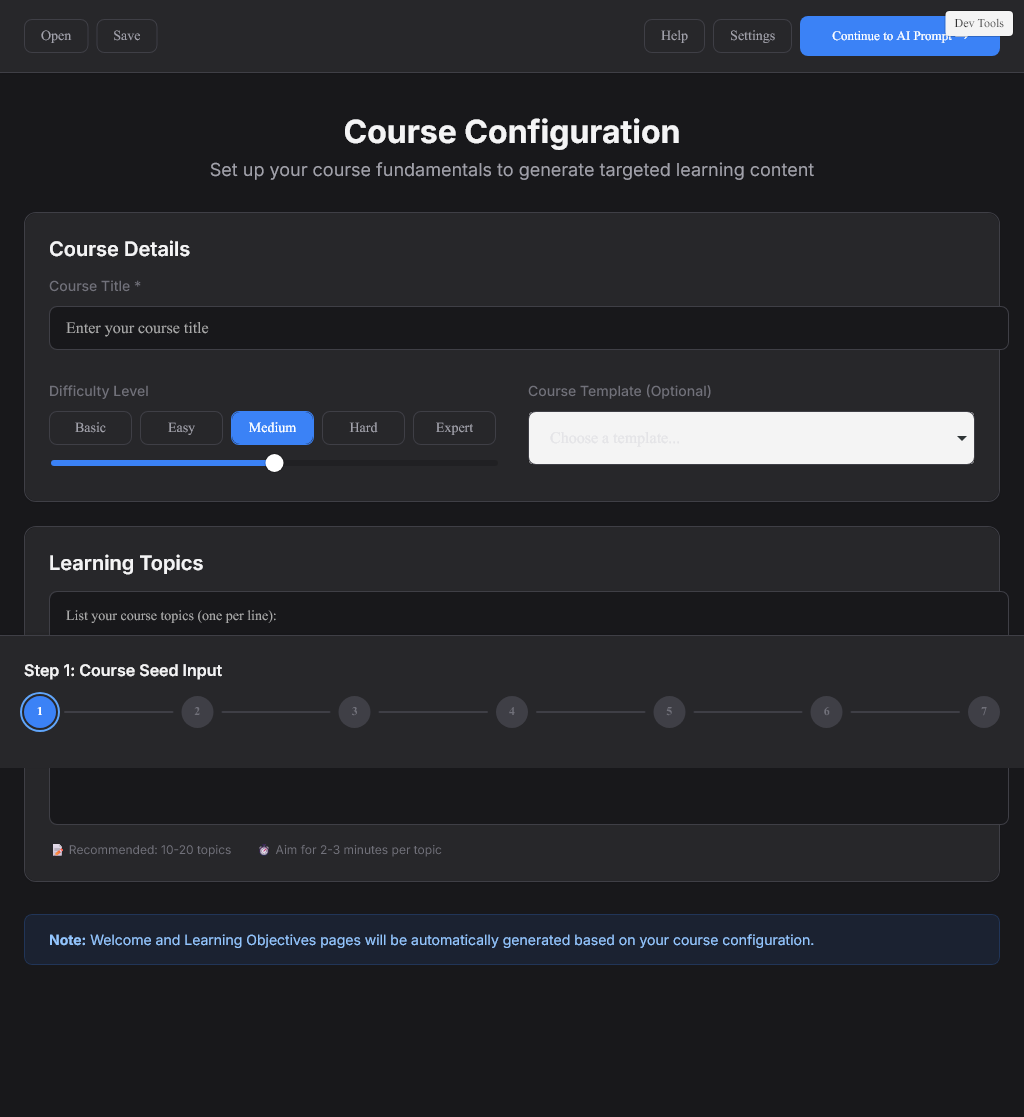 Open
Save
Help
Settings
Continue to AI Prompt →
Dev Tools
Course Configuration
Set up your course fundamentals to generate targeted learning content
Course Details
Course Title *
Enter your course title
Difficulty Level
Course Template (Optional)
Basic
Easy
Medium
Hard
Expert
Choose a template...
Learning Topics
List your course topics (one per line):
Step 1: Course Seed Input
1
2
3
4
5
6
7
Recommended: 10-20 topics
Aim for 2-3 minutes per topic
Note: Welcome and Learning Objectives pages will be automatically generated based on your course configuration.